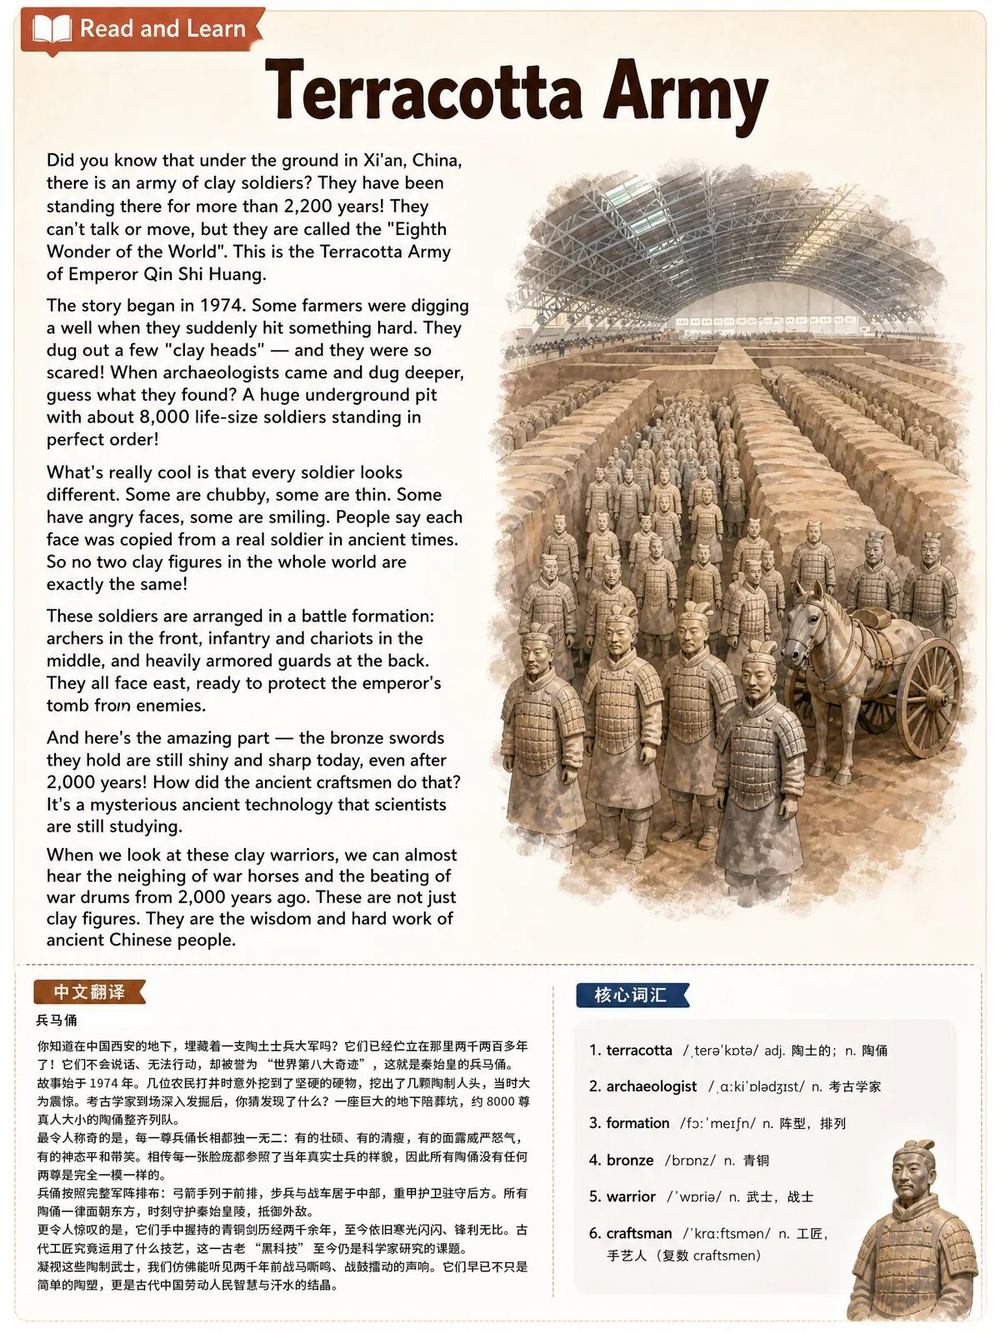 Read and Learn
Terracotta Army
Did you know that under the ground in Xi'an, China,
there is an army of clay soldiers? They have been
standing there for more than 2,200 years! They
can't talk or move, but they are called the "Eighth
Wonder of the World". This is the Terracotta Army
of Emperor Qin Shi Huang.
The story began in 1974. Some farmers were digging
a well when they suddenly hit something hard. They
dug out a few "clay heads" — and they were so
scared! When archaeologists came and dug deeper,
guess what they found? A huge underground pit
with about 8,000 life-size soldiers standing in
perfect order!
What's really cool is that every soldier looks
different. Some are chubby, some are thin. Some
have angry faces, some are smiling. People say each
face was copied from a real soldier in ancient times.
So no two clay figures in the whole world are
exactly the same!
These soldiers are arranged in a battle formation:
archers in the front, infantry and chariots in the
middle, and heavily armored guards at the back.
They all face east, ready to protect the emperor's
tomb from enemies.
And here's the amazing part — the bronze swords
they hold are still shiny and sharp today, even after
2,000 years! How did the ancient craftsmen do that?
It's a mysterious ancient technology that scientists
are still studying.
When we look at these clay warriors, we can almost
hear the neighing of war horses and the beating of
war drums from 2,000 years ago. These are not just
clay figures. They are the wisdom and hard work of
ancient Chinese people.
中文翻译
兵马俑
你知道在中国西安的地下，埋藏着一支陶土士兵大军吗？它们已经伫立在那里两千两百多年
了！它们不会说话、无法行动，却被誉为“世界第八大奇迹”，这就是秦始皇的兵马俑。
故事始于 1974 年。几位农民打井时意外挖到了坚硬的硬物，挖出了几颗陶制人头，当时大
为震惊。考古学家到场深入发掘后，你猜发现了什么？一座巨大的地下陪葬坑，约 8000 尊
真人大小的陶俑整齐列队。
最令人称奇的是，每一尊兵俑长相都独一无二：有的壮硕、有的清瘦，有的面露威严怒气，
有的神态平和带笑。相传每一张脸庞都参照了当年真实士兵的样貌，因此所有陶俑没有任何
两尊是完全一模一样的。
兵俑按照完整军阵排布：弓箭手列于前排，步兵与战车居于中部，重甲护卫驻守后方。所有
陶俑一律面朝东方，时刻守护秦始皇陵，抵御外敌。
更令人惊叹的是，它们手中握持的青铜剑历经两千余年，至今依旧寒光闪闪、锋利无比。古
代工匠究竟运用了什么技艺，这一古老“黑科技”至今仍是科学家研究的课题。
凝视这些陶制武士，我们仿佛能听见两千年前战马嘶鸣、战鼓擂动的声响。它们早已不只是
简单的陶塑，更是古代中国劳动人民智慧与汗水的结晶。
核心词汇
1. terracotta /ˌterəˈkɒtə/ adj. 陶土的；n. 陶俑
2. archaeologist /ˌɑːkiˈɒlədʒɪst/ n. 考古学家
3. formation /fɔːˈmeɪʃn/ n. 阵型，排列
4. bronze /brɒnz/ n. 青铜
5. warrior /ˈwɒriə/ n. 武士，战士
6. craftsman /ˈkrɑːftsmən/ n. 工匠，
手艺人（复数 craftsmen）